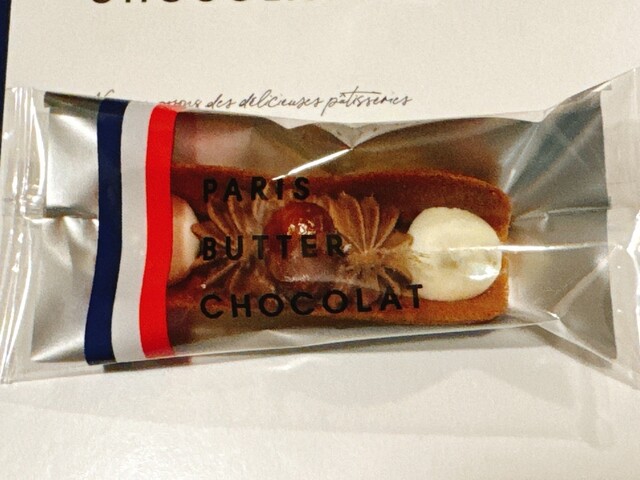 des délicieuses pâtisseries
PARIS
BUTTER
CHOCOLAT